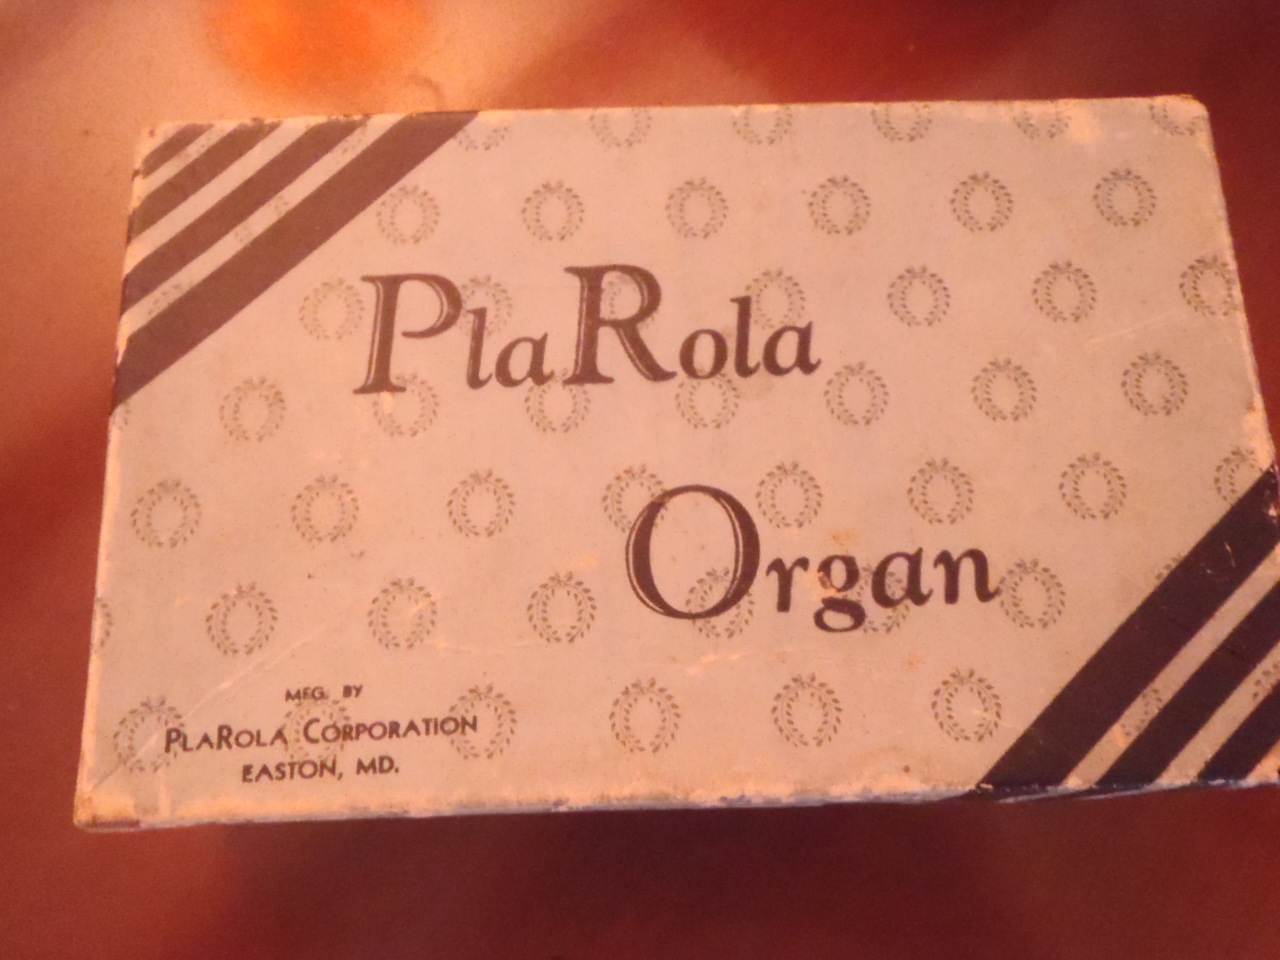 PlaRola
Organ
MFG. BY
PLAROLA CORPORATION
EASTON, MD.